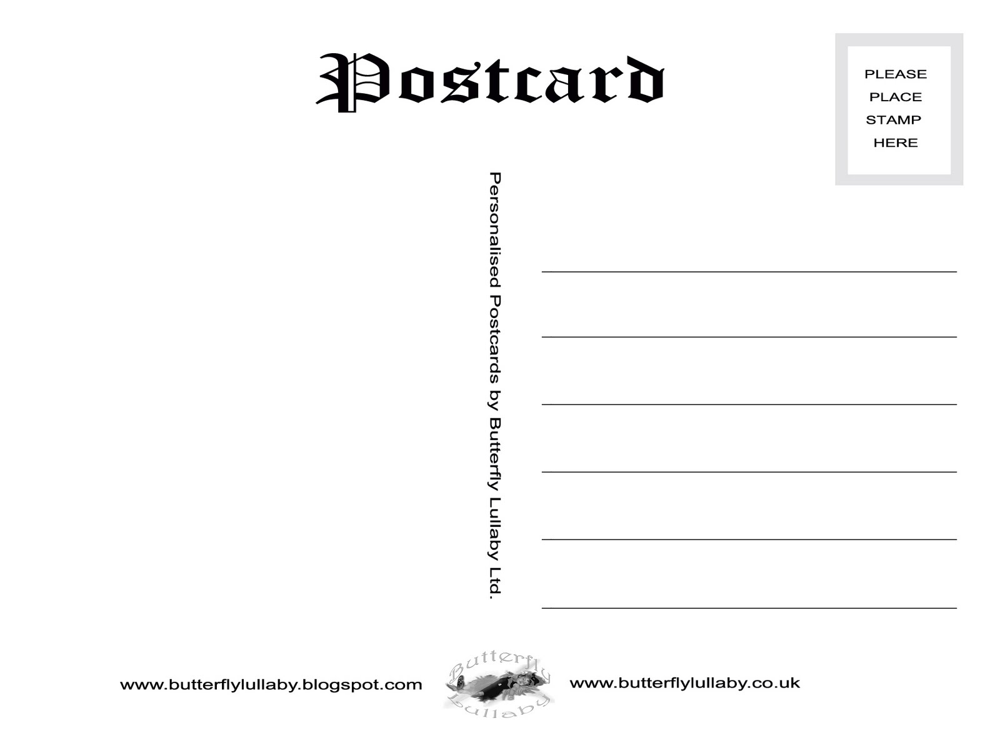 Postcard
PLEASE
PLACE
STAMP
HERE
Personalised Postcards by Butterfly Lullaby Ltd.
www.butterflylullaby.blogspot.com
Butterfly
Lullaby
www.butterflylullaby.co.uk